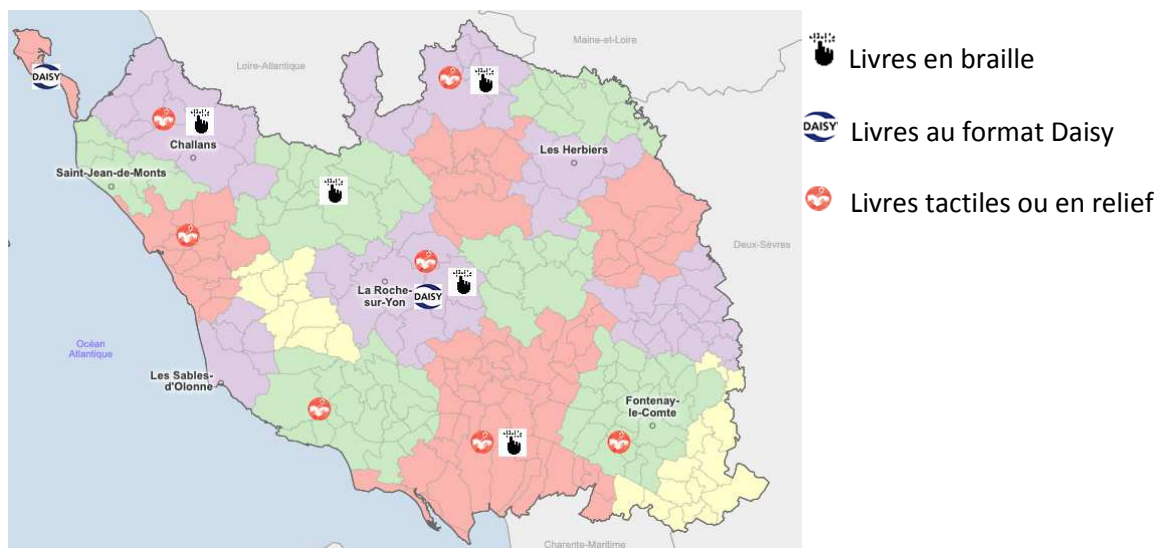 Maine-et-Loire
Loire-Atlantique
DAISY
Challans
Les Herbiers
Saint-Jean-de-Monts
Deux-Sèvres
La Roche-
sur-Yon
DAISY
Océan
Atlantique
Les Sables-
d'Olonne
Fontenay-
le-Comte
Charente-Maritime
Livres en braille
DAISY Livres au format Daisy
Livres tactiles ou en relief